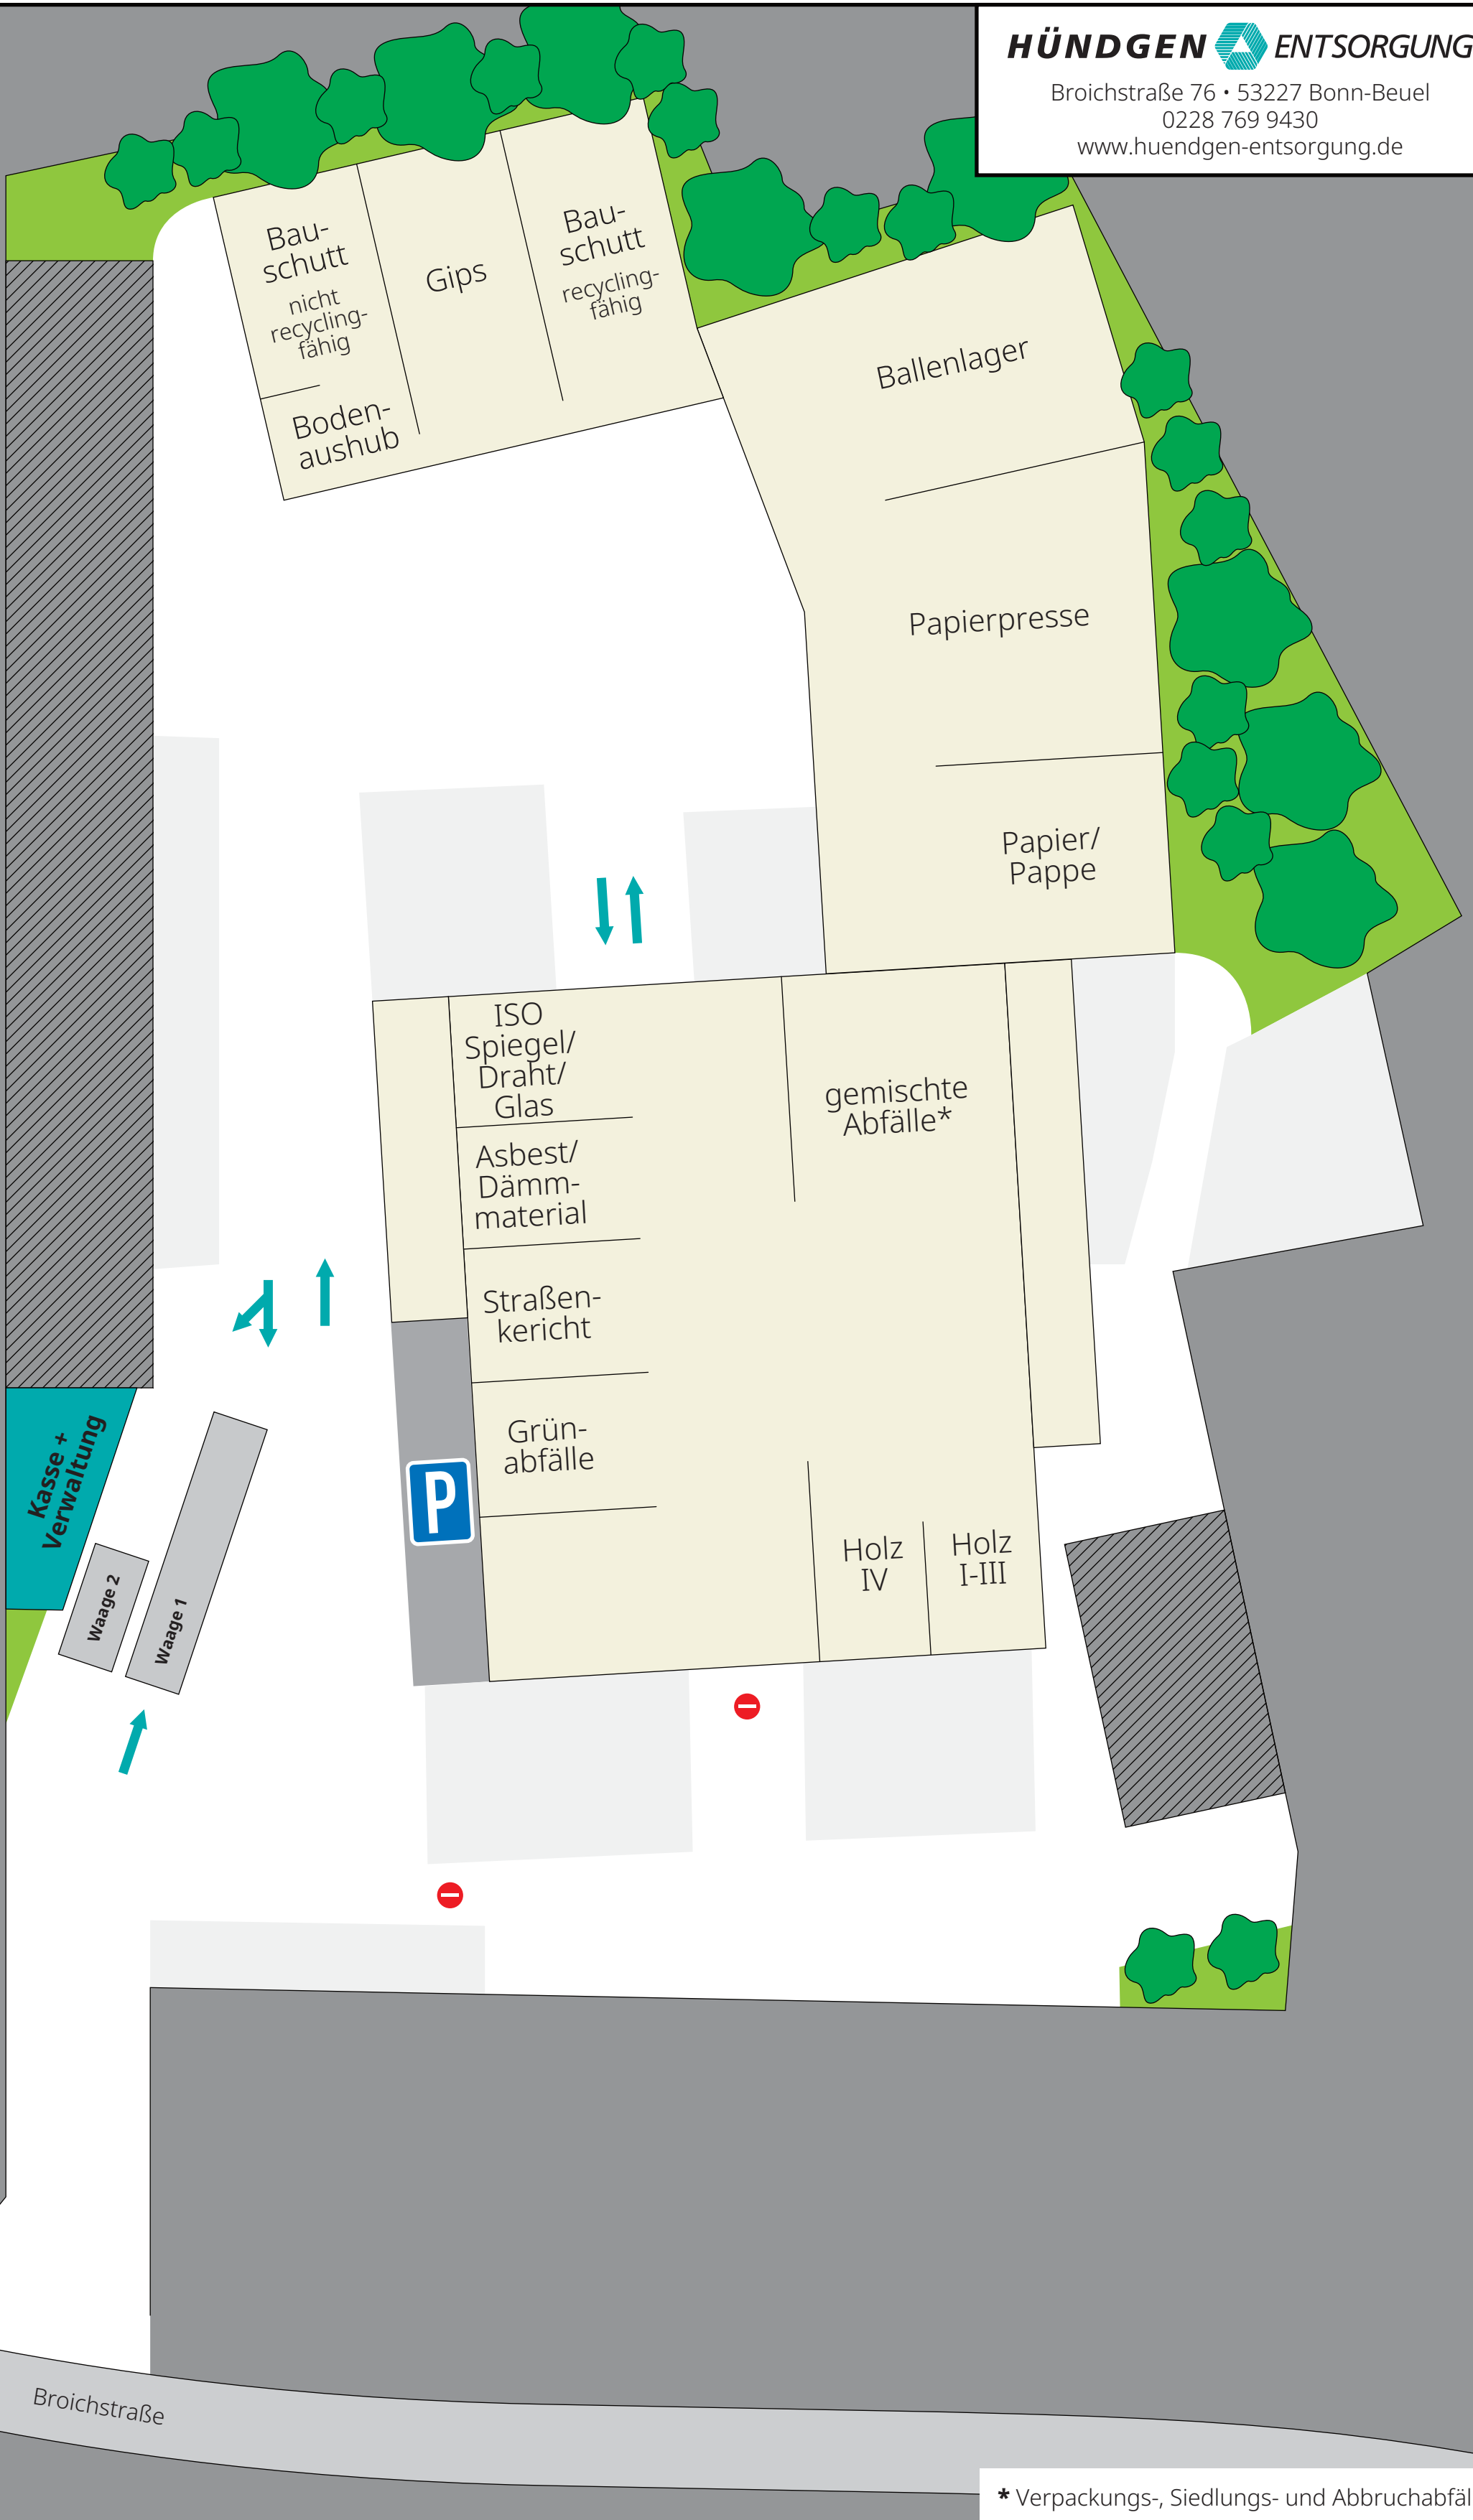 HÜNDGEN ENTSORGUNG
Broichstraße 76 • 53227 Bonn-Beuel
0228 769 9430
www.huendgen-entsorgung.de
Bau-
schutt
nicht
recycling-
fähig
Gips
Bau-
schutt
recycling-
fähig
Boden-
aushub
Ballenlager
Papierpresse
Papier/
Pappe
ISO
Spiegel/
Draht/
Glas
gemischte
Abfälle*
Asbest/
Dämm-
material
Straßen-
kericht
Grün-
abfälle
P
Holz
IV
Holz
I-III
Kasse +
Verwaltung
Waage 2
Waage 1
Broichstraße
* Verpackungs-, Siedlungs- und Abbruchabfäl